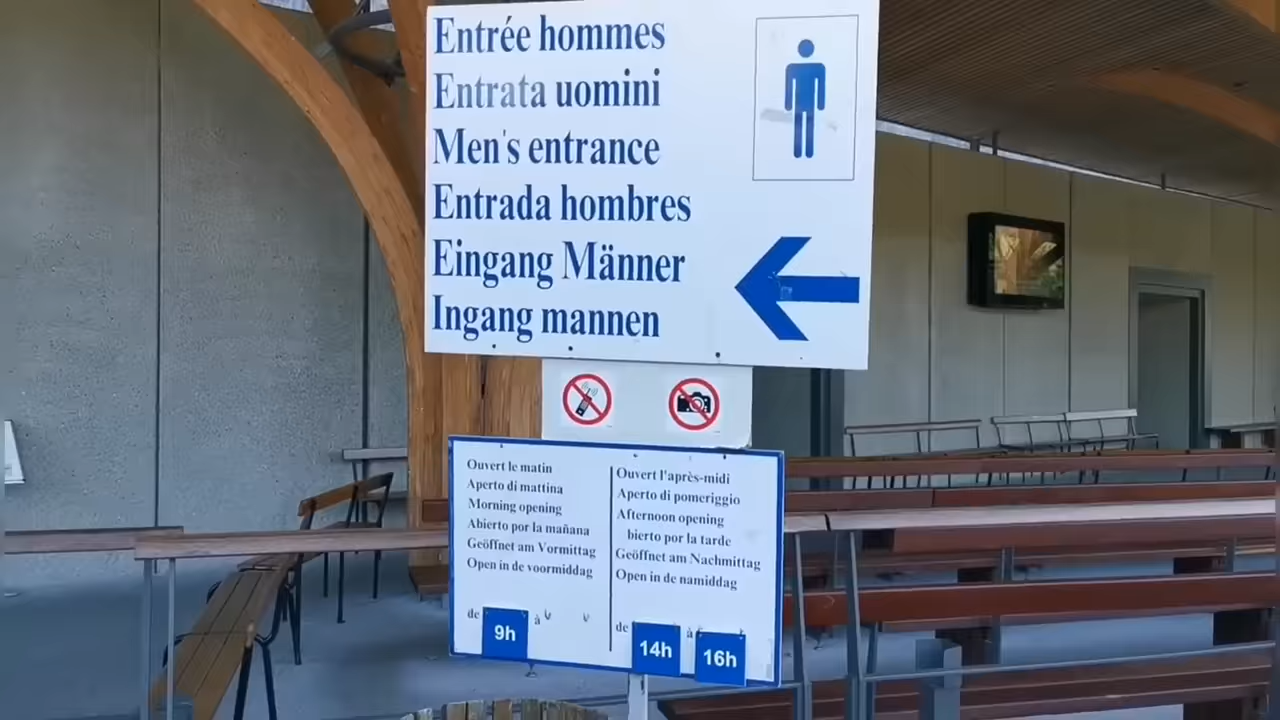 Entrée hommes
Entrata uomini
Men's entrance
Entrada hombres
Eingang Männer
Ingang mannen
Ouvert le matin
Aperto di mattina
Morning opening
Abierto por la mañana
Geöffnet am Vormittag
Open in de voormiddag
de 9h à
Ouvert l'après-midi
Aperto di pomeriggio
Afternoon opening
bierto por la tarde
Geöffnet am Nachmittag
Open in de namiddag
de 14h à 16h